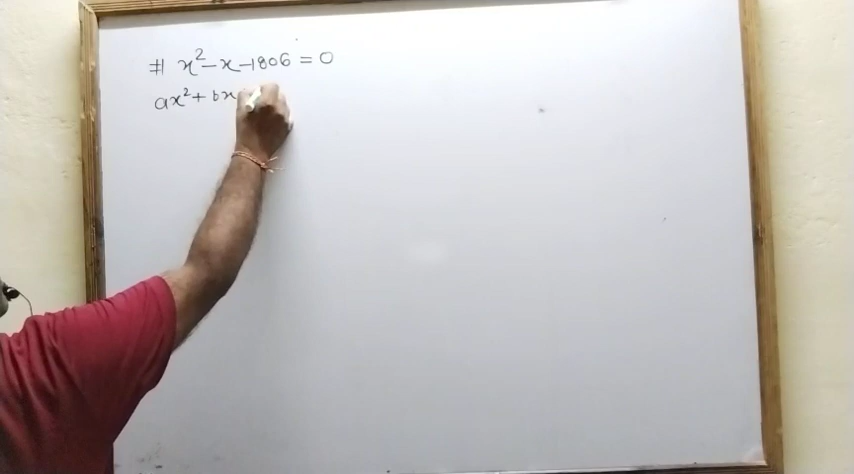 # x² - x - 1806 = 0
ax² + bx